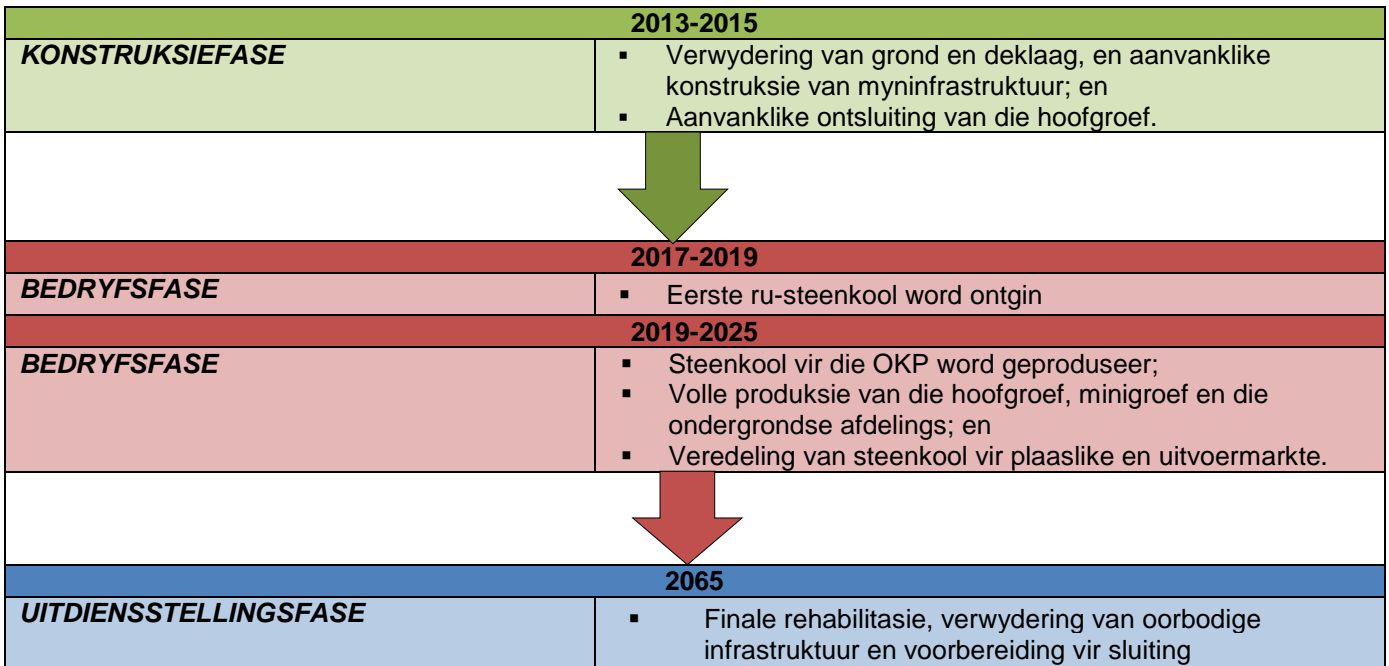 2013-2015
KONSTRUKSIEFASE
▪ Verwydering van grond en deklaag, en aanvanklike
konstruksie van myninfrastruktuur; en
▪ Aanvanklike ontsluiting van die hoofgroef.
2017-2019
BEDRYFSFASE
▪ Eerste ru-steenkool word ontgin
2019-2025
BEDRYFSFASE
▪ Steenkool vir die OKP word geproduseer;
▪ Volle produksie van die hoofgroef, minigroef en die
ondergrondse afdelings; en
▪ Veredeling van steenkool vir plaaslike en uitvoermarkte.
2065
UITDIENSSTELLINGSFASE
▪ Finale rehabilitasie, verwydering van oorbodige
infrastruktuur en voorbereiding vir sluiting